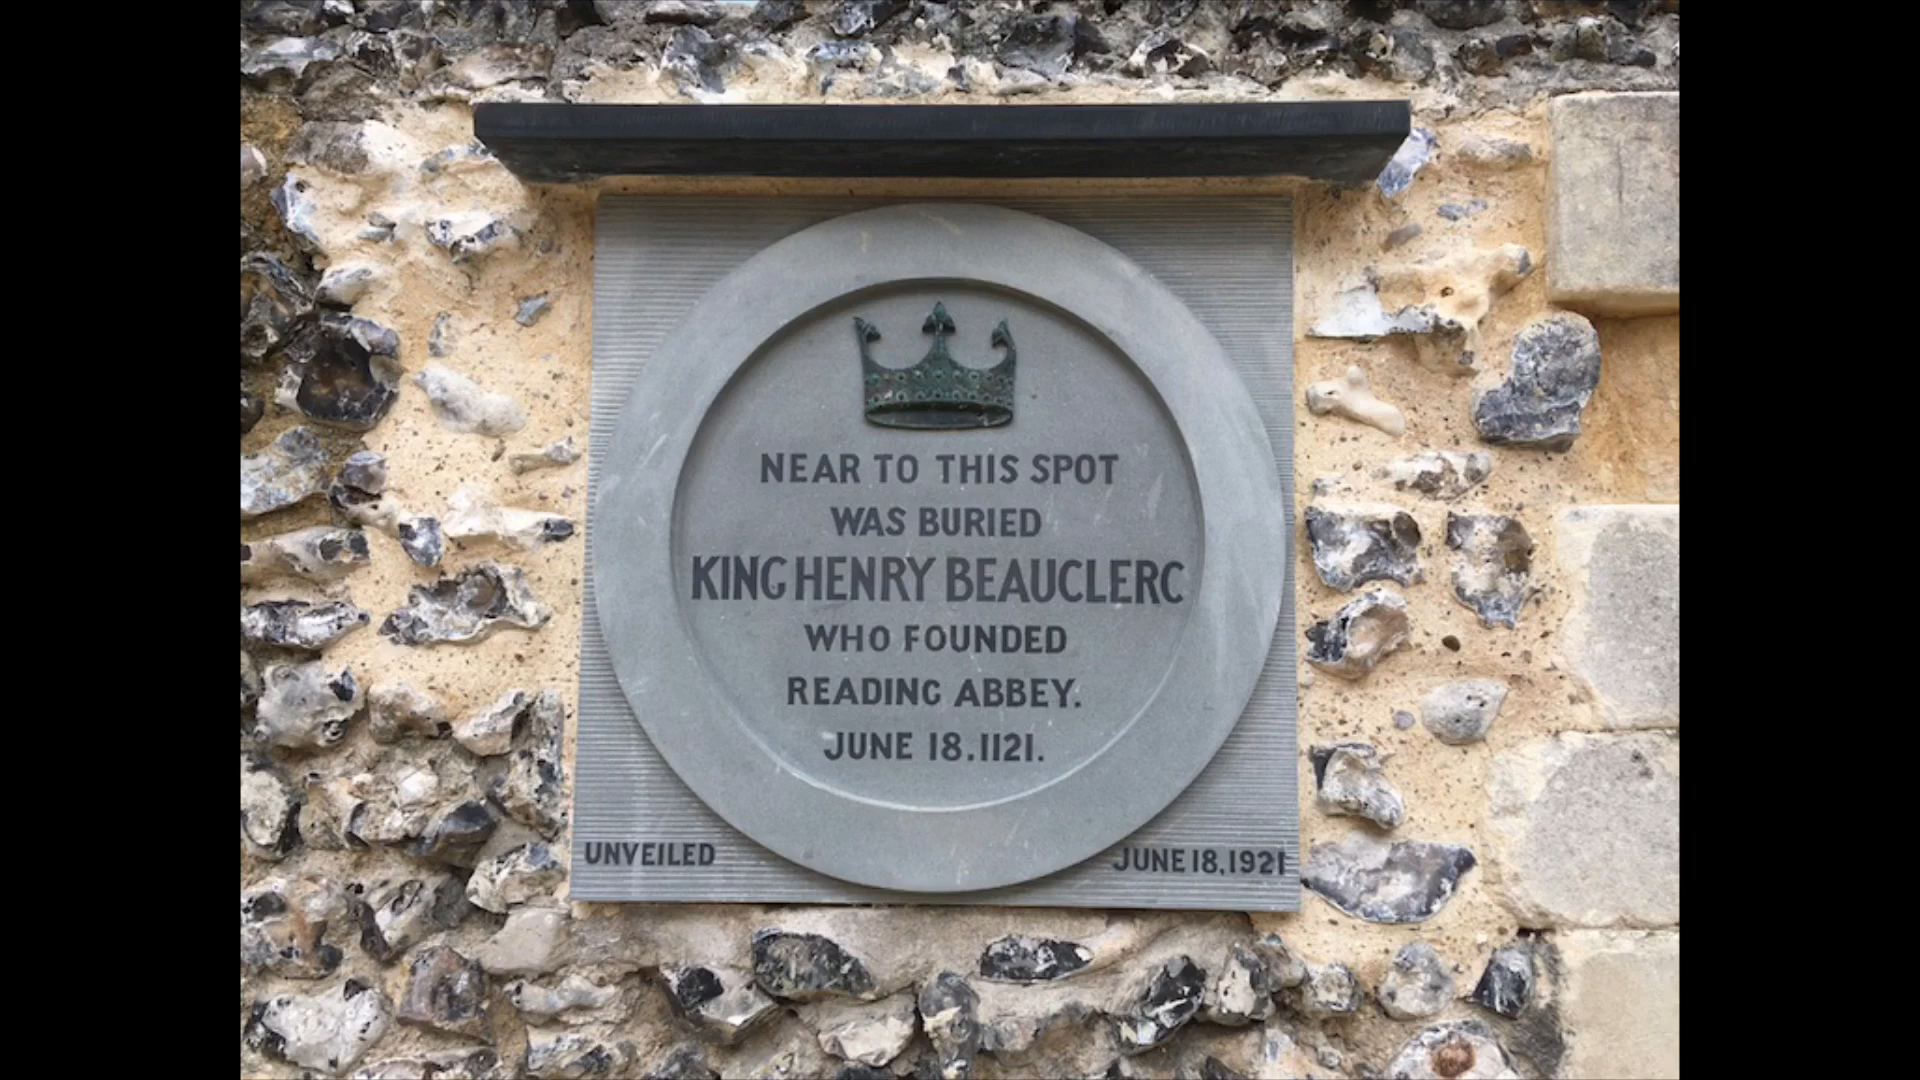 NEAR TO THIS SPOT
WAS BURIED
KING HENRY BEAUCLERC
WHO FOUNDED
READING ABBEY.
JUNE 18.1121.
UNVEILED
JUNE 18, 1921